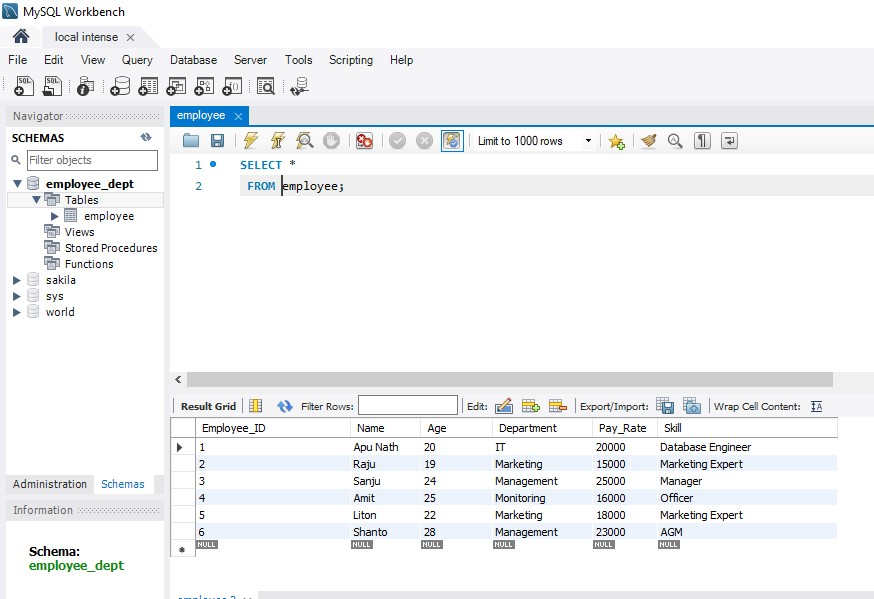 MySQL Workbench
local intense
File Edit View Query Database Server Tools Scripting Help
Navigator
SCHEMAS
Filter objects
employee_dept
Tables
employee
Views
Stored Procedures
Functions
sakila
sys
world
Administration Schemas
Information
Schema:
employee_dept
employee
Limit to 1000 rows
1 SELECT *
2 FROM employee;
Result Grid Filter Rows: Edit: Export/Import: Wrap Cell Content:
Employee_ID Name Age Department Pay_Rate Skill
1 Apu Nath 20 IT 20000 Database Engineer
2 Raju 19 Marketing 15000 Marketing Expert
3 Sanju 24 Management 25000 Manager
4 Amit 25 Monitoring 16000 Officer
5 Liton 22 Marketing 18000 Marketing Expert
6 Shanto 28 Management 23000 AGM
NULL NULL NULL NULL NULL NULL